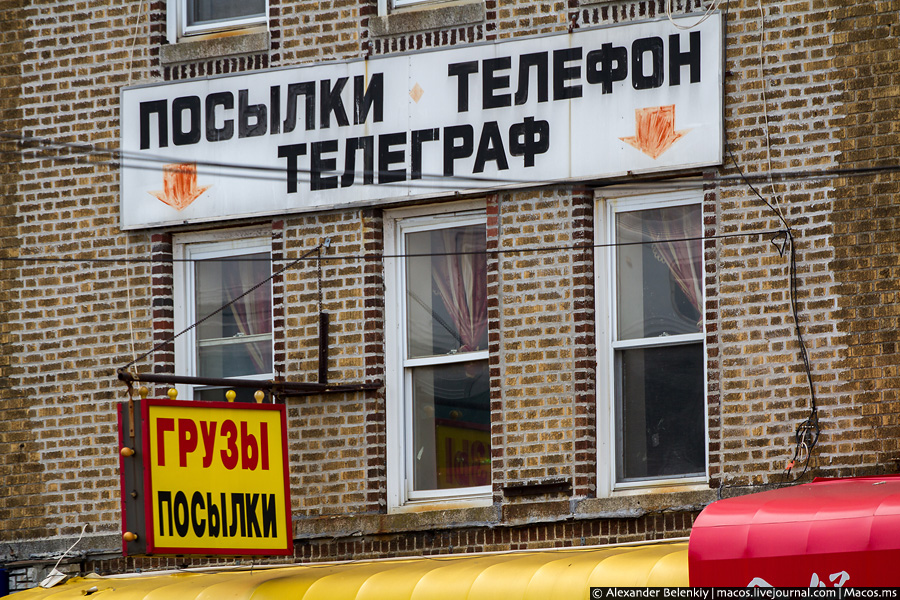 ПОСЫЛКИ ТЕЛЕФОН
ТЕЛЕГРАФ
ГРУЗЫ
ПОСЫЛКИ
© Alexander Belenkiy | macos.livejournal.com | Macos.ms